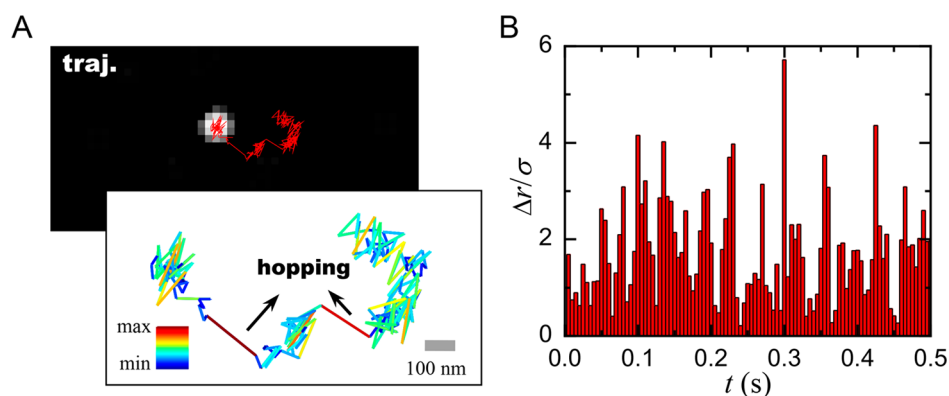 A
traj.
hopping
max
min
100 nm
B
6
4
2
0
Δr/σ
0.0 0.1 0.2 0.3 0.4 0.5
t (s)